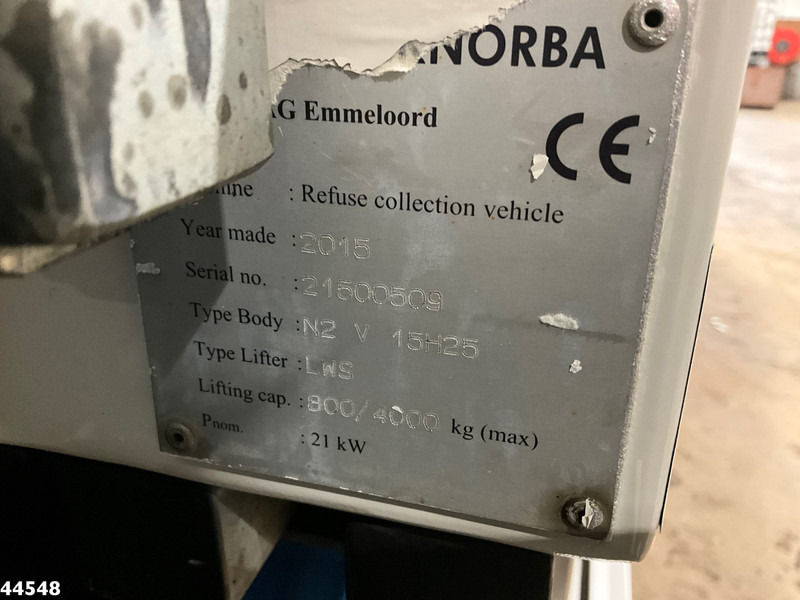 NORBA
G Emmeloord
CE
: Refuse collection vehicle
Year made : 2015
Serial no. : 21500509
Type Body : N2 V 15H25
Type Lifter : LWS
Lifting cap. : 800/4000 kg (max)
Pnom. : 21 kW
44548